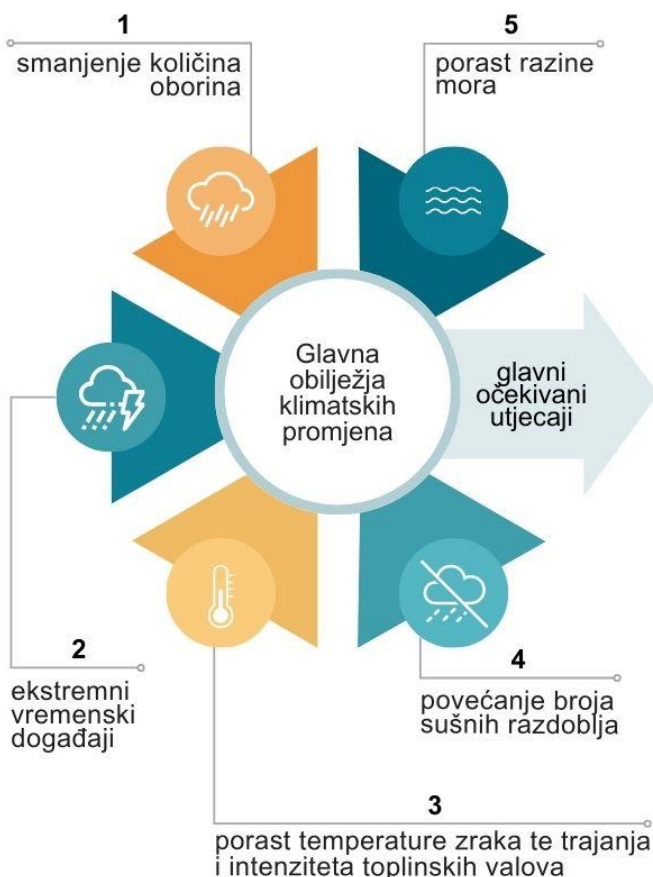 1
smanjenje količina
oborina
5
porast razine
mora
Glavna
obilježja
klimatskih
promjena
glavni
očekivani
utjecaji
2
ekstremni
vremenski
događaji
4
povećanje broja
sušnih razdoblja
3
porast temperature zraka te trajanja
i intenziteta toplinskih valova